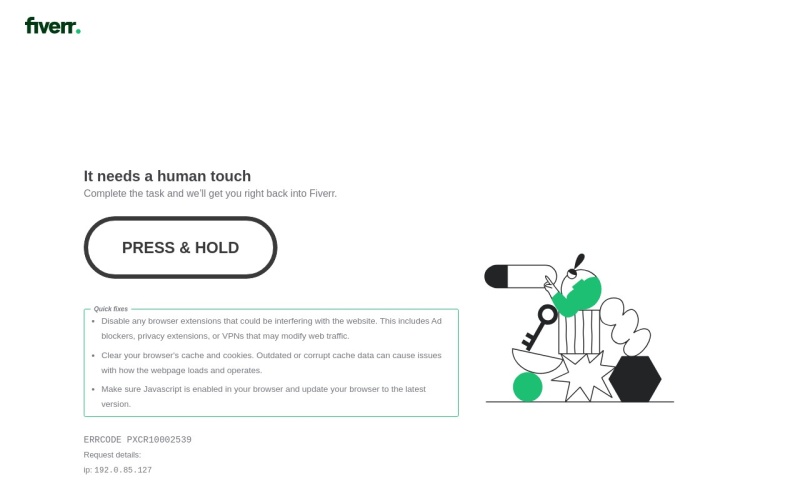 fiverr.
It needs a human touch
Complete the task and we'll get you right back into Fiverr.
PRESS & HOLD
Quick fixes
• Disable any browser extensions that could be interfering with the website. This includes Ad
blockers, privacy extensions, or VPNs that may modify web traffic.
• Clear your browser's cache and cookies. Outdated or corrupt cache data can cause issues
with how the webpage loads and operates.
• Make sure Javascript is enabled in your browser and update your browser to the latest
version.
ERRCODE PXCR10002539
Request details:
ip: 192.0.85.127